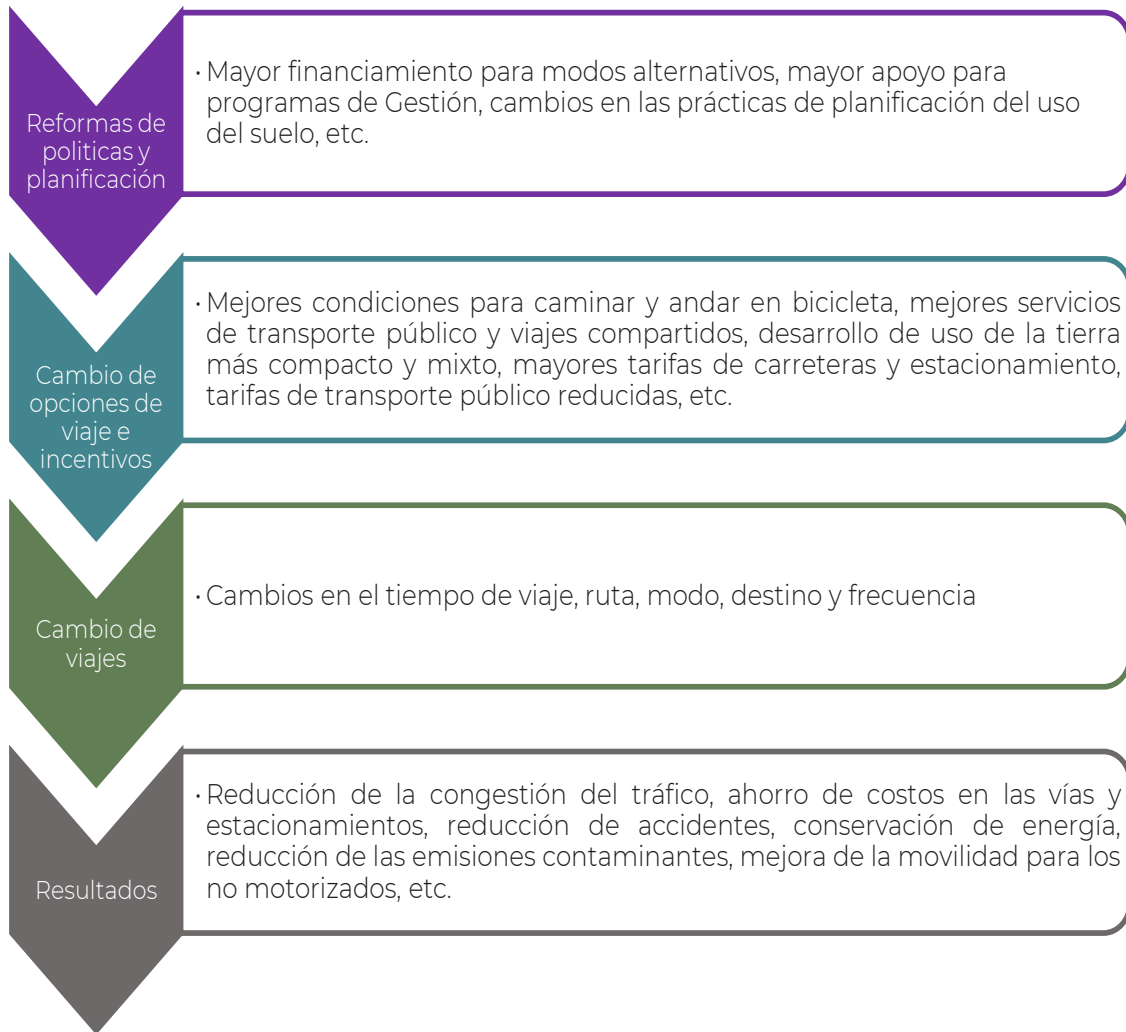 Reformas de
politicas y
planificación
· Mayor financiamiento para modos alternativos, mayor apoyo para
programas de Gestión, cambios en las prácticas de planificación del uso
del suelo, etc.
Cambio de
opciones de
viaje e
incentivos
· Mejores condiciones para caminar y andar en bicicleta, mejores servicios
de transporte público y viajes compartidos, desarrollo de uso de la tierra
más compacto y mixto, mayores tarifas de carreteras y estacionamiento,
tarifas de transporte público reducidas, etc.
Cambio de
viajes
· Cambios en el tiempo de viaje, ruta, modo, destino y frecuencia
Resultados
· Reducción de la congestión del tráfico, ahorro de costos en las vías y
estacionamientos, reducción de accidentes, conservación de energía,
reducción de las emisiones contaminantes, mejora de la movilidad para los
no motorizados, etc.